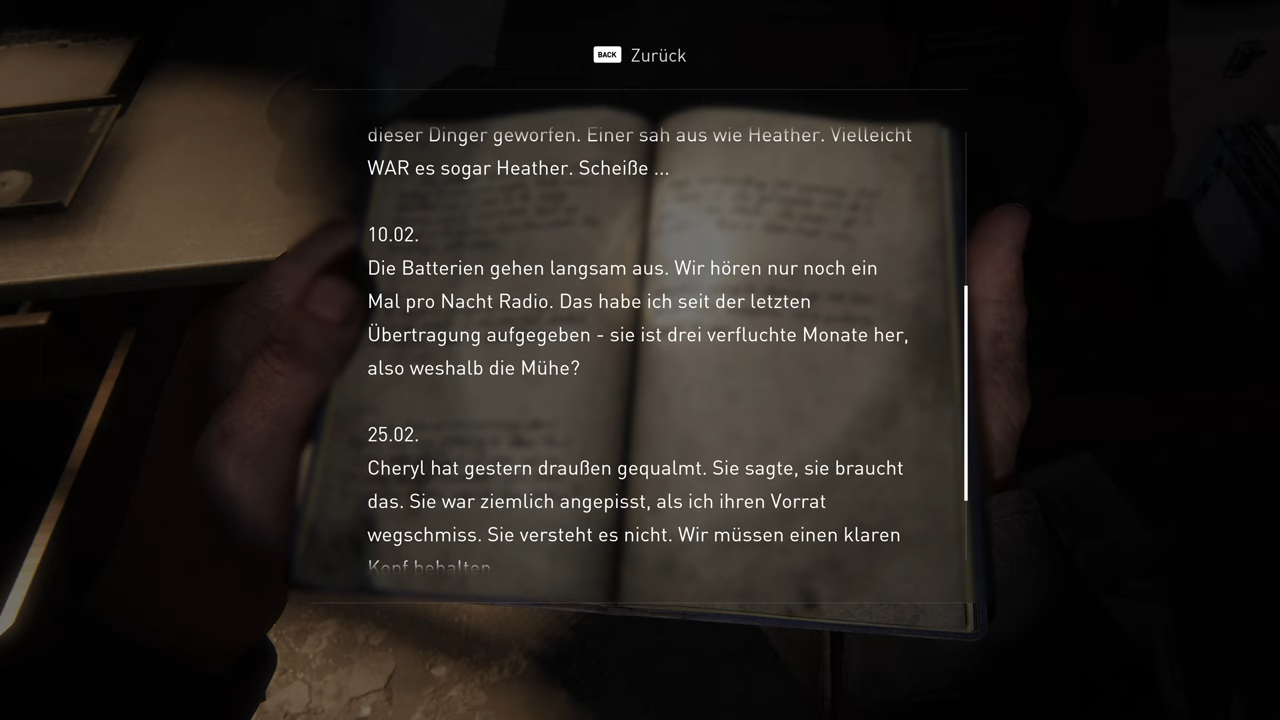 BACK Zurück
dieser Dinger geworfen. Einer sah aus wie Heather. Vielleicht
WAR es sogar Heather. Scheiße ...
10.02.
Die Batterien gehen langsam aus. Wir hören nur noch ein
Mal pro Nacht Radio. Das habe ich seit der letzten
Übertragung aufgegeben - sie ist drei verfluchte Monate her,
also weshalb die Mühe?
25.02.
Cheryl hat gestern draußen gequalmt. Sie sagte, sie braucht
das. Sie war ziemlich angepisst, als ich ihren Vorrat
wegschmiss. Sie versteht es nicht. Wir müssen einen klaren
Kopf behalten.